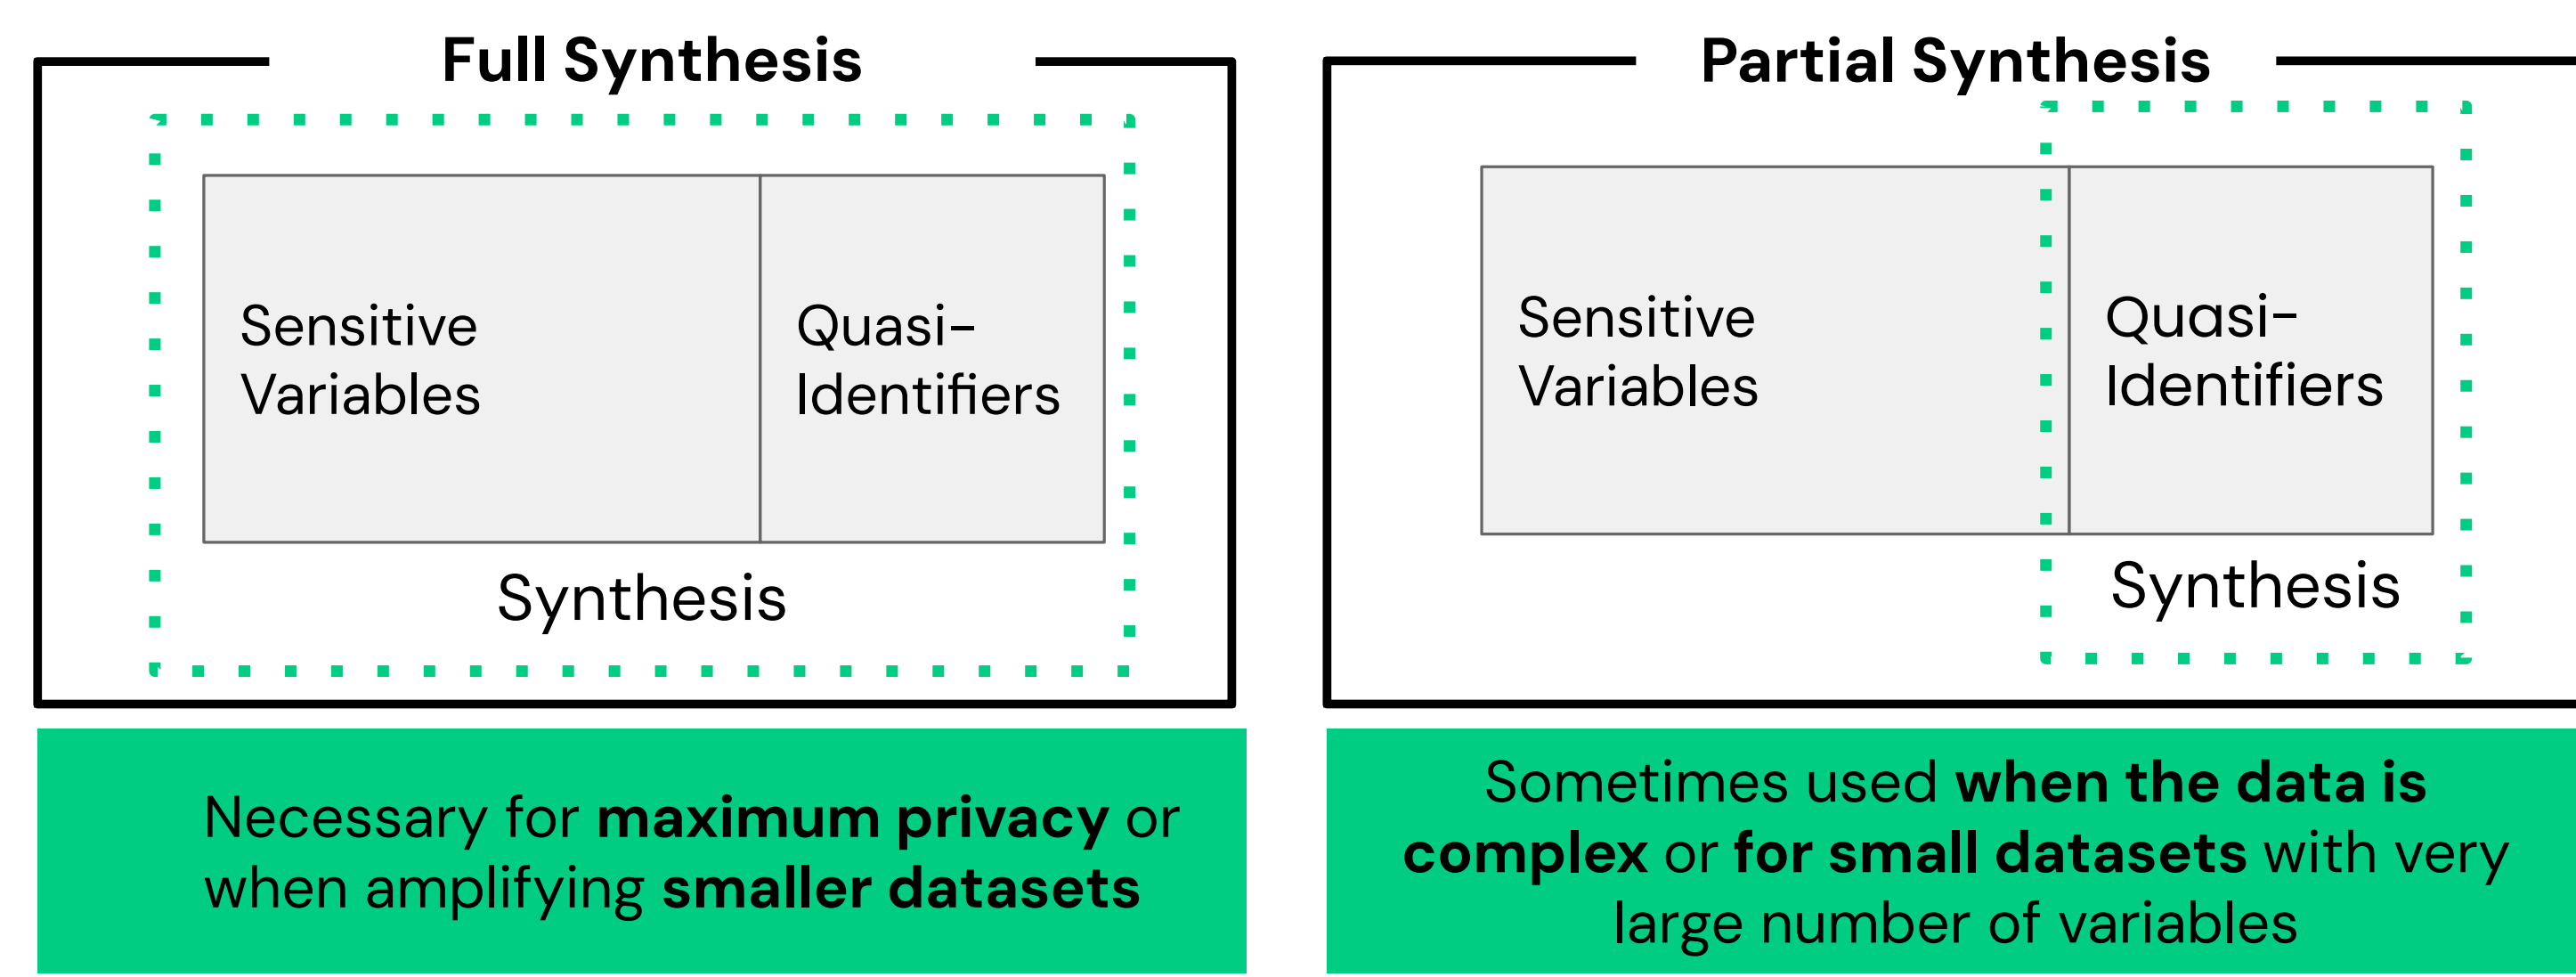 Full Synthesis
Sensitive
Variables
Quasi-
Identifiers
Synthesis
Necessary for maximum privacy or
when amplifying smaller datasets
Partial Synthesis
Sensitive
Variables
Quasi-
Identifiers
Synthesis
Sometimes used when the data is
complex or for small datasets with very
large number of variables